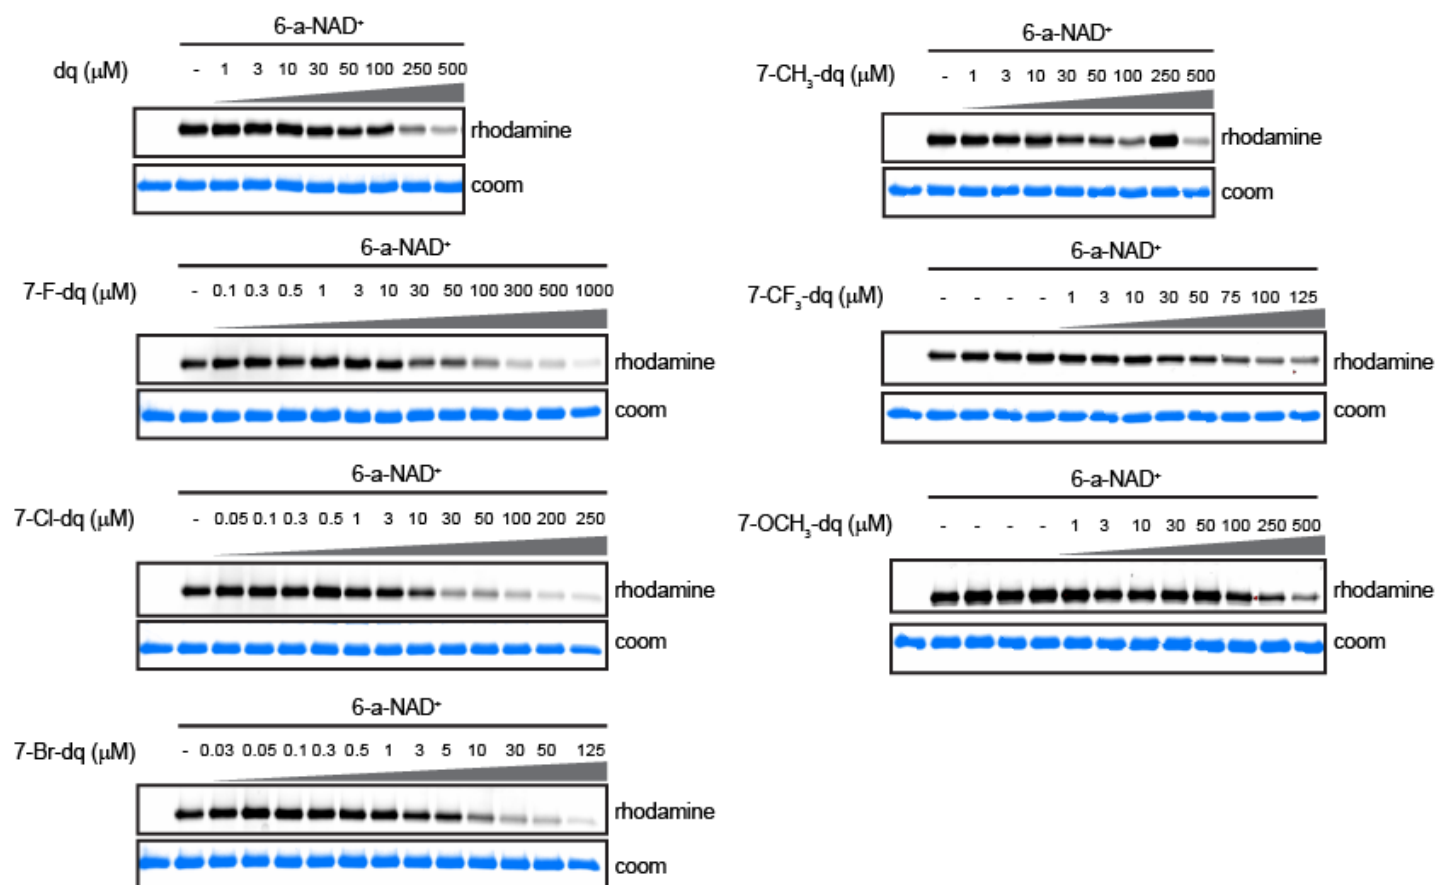 6-a-NAD⁺
dq (μM) - 1 3 10 30 50 100 250 500
rhodamine
coom
6-a-NAD⁺
7-F-dq (μM) - 0.1 0.3 0.5 1 3 10 30 50 100 300 500 1000
rhodamine
coom
6-a-NAD⁺
7-Cl-dq (μM) - 0.05 0.1 0.3 0.5 1 3 10 30 50 100 200 250
rhodamine
coom
6-a-NAD⁺
7-Br-dq (μM) - 0.03 0.05 0.1 0.3 0.5 1 3 5 10 30 50 125
rhodamine
coom
6-a-NAD⁺
7-CH₃-dq (μM) - 1 3 10 30 50 100 250 500
rhodamine
coom
6-a-NAD⁺
7-CF₃-dq (μM) - - - - 1 3 10 30 50 75 100 125
rhodamine
coom
6-a-NAD⁺
7-OCH₃-dq (μM) - - - - 1 3 10 30 50 100 250 500
rhodamine
coom